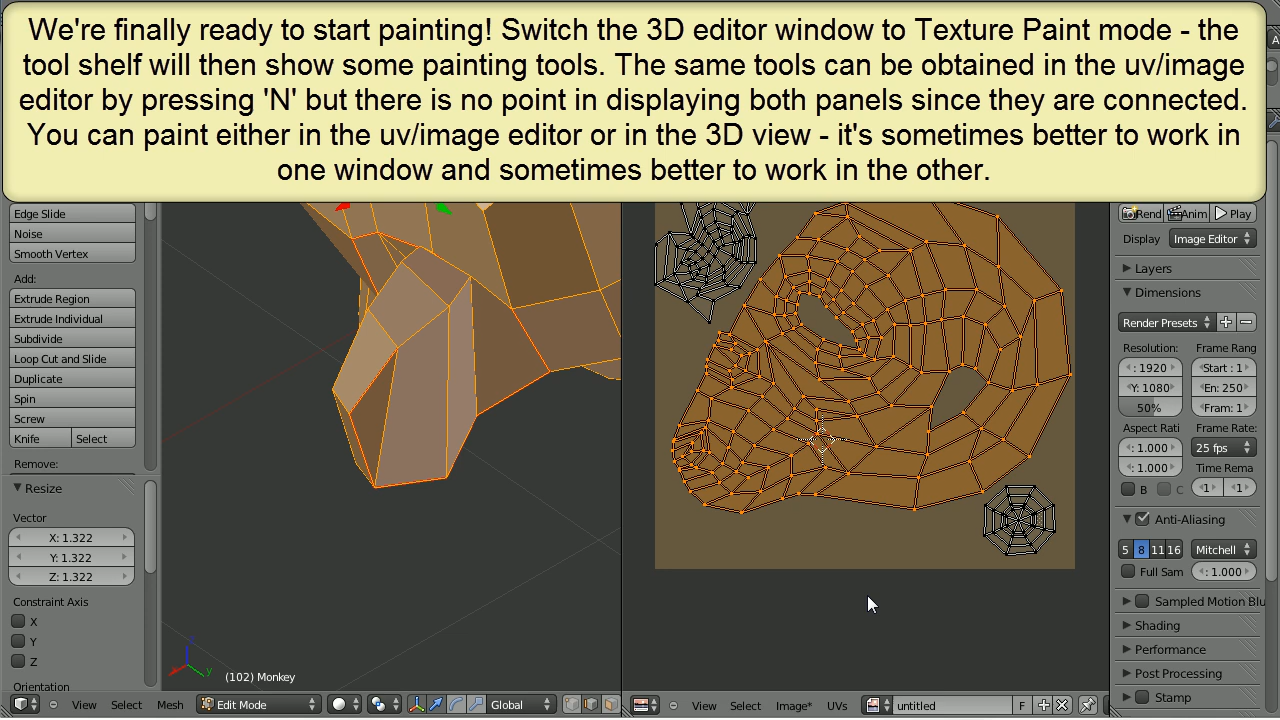 We're finally ready to start painting! Switch the 3D editor window to Texture Paint mode - the
tool shelf will then show some painting tools. The same tools can be obtained in the uv/image
editor by pressing 'N' but there is no point in displaying both panels since they are connected.
You can paint either in the uv/image editor or in the 3D view - it's sometimes better to work in
one window and sometimes better to work in the other.
Edge Slide
Noise
Smooth Vertex
Add:
Extrude Region
Extrude Individual
Subdivide
Loop Cut and Slide
Duplicate
Spin
Screw
Knife Select
Remove:
Resize
Vector
X: 1.322
Y: 1.322
Z: 1.322
Constraint Axis
X
Y
Z
Orientation
(102) Monkey
View Select Mesh Edit Mode Global
View Select Image* UVs untitled F
Rend Anim Play
Display Image Editor
Layers
Dimensions
Render Presets
Resolution: Frame Rang
: 1920 Start : 1
Y: 1080 En: 250
50% Fram: 1
Aspect Rati Frame Rate:
: 1.000 25 fps
: 1.000 Time Rema
B C 1 1
Anti-Aliasing
5 8 11 16 Mitchell
Full Sam : 1.000
Sampled Motion Blu
Shading
Performance
Post Processing
Stamp